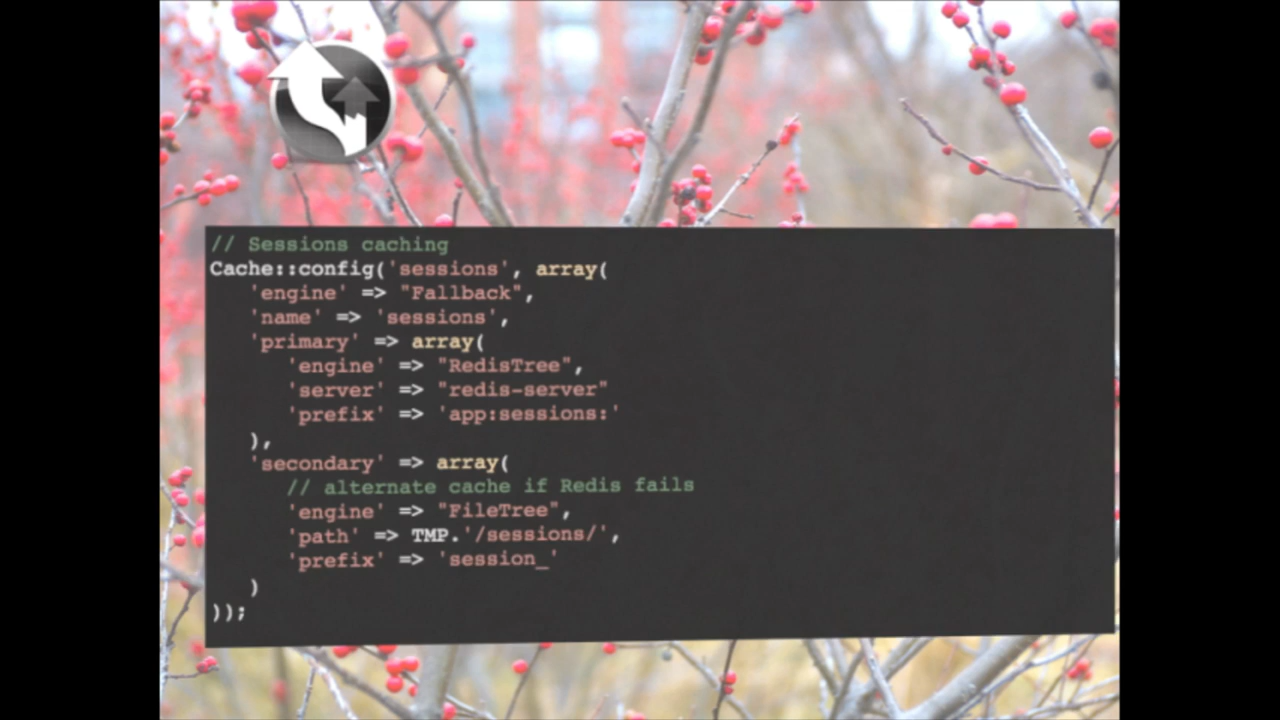 // Sessions caching
Cache::config('sessions', array(
'engine' => "Fallback",
'name' => 'sessions',
'primary' => array(
'engine' => "RedisTree",
'server' => "redis-server"
'prefix' => 'app:sessions:'
),
'secondary' => array(
// alternate cache if Redis fails
'engine' => "FileTree",
'path' => TMP.'/sessions/',
'prefix' => 'session_'
)
));